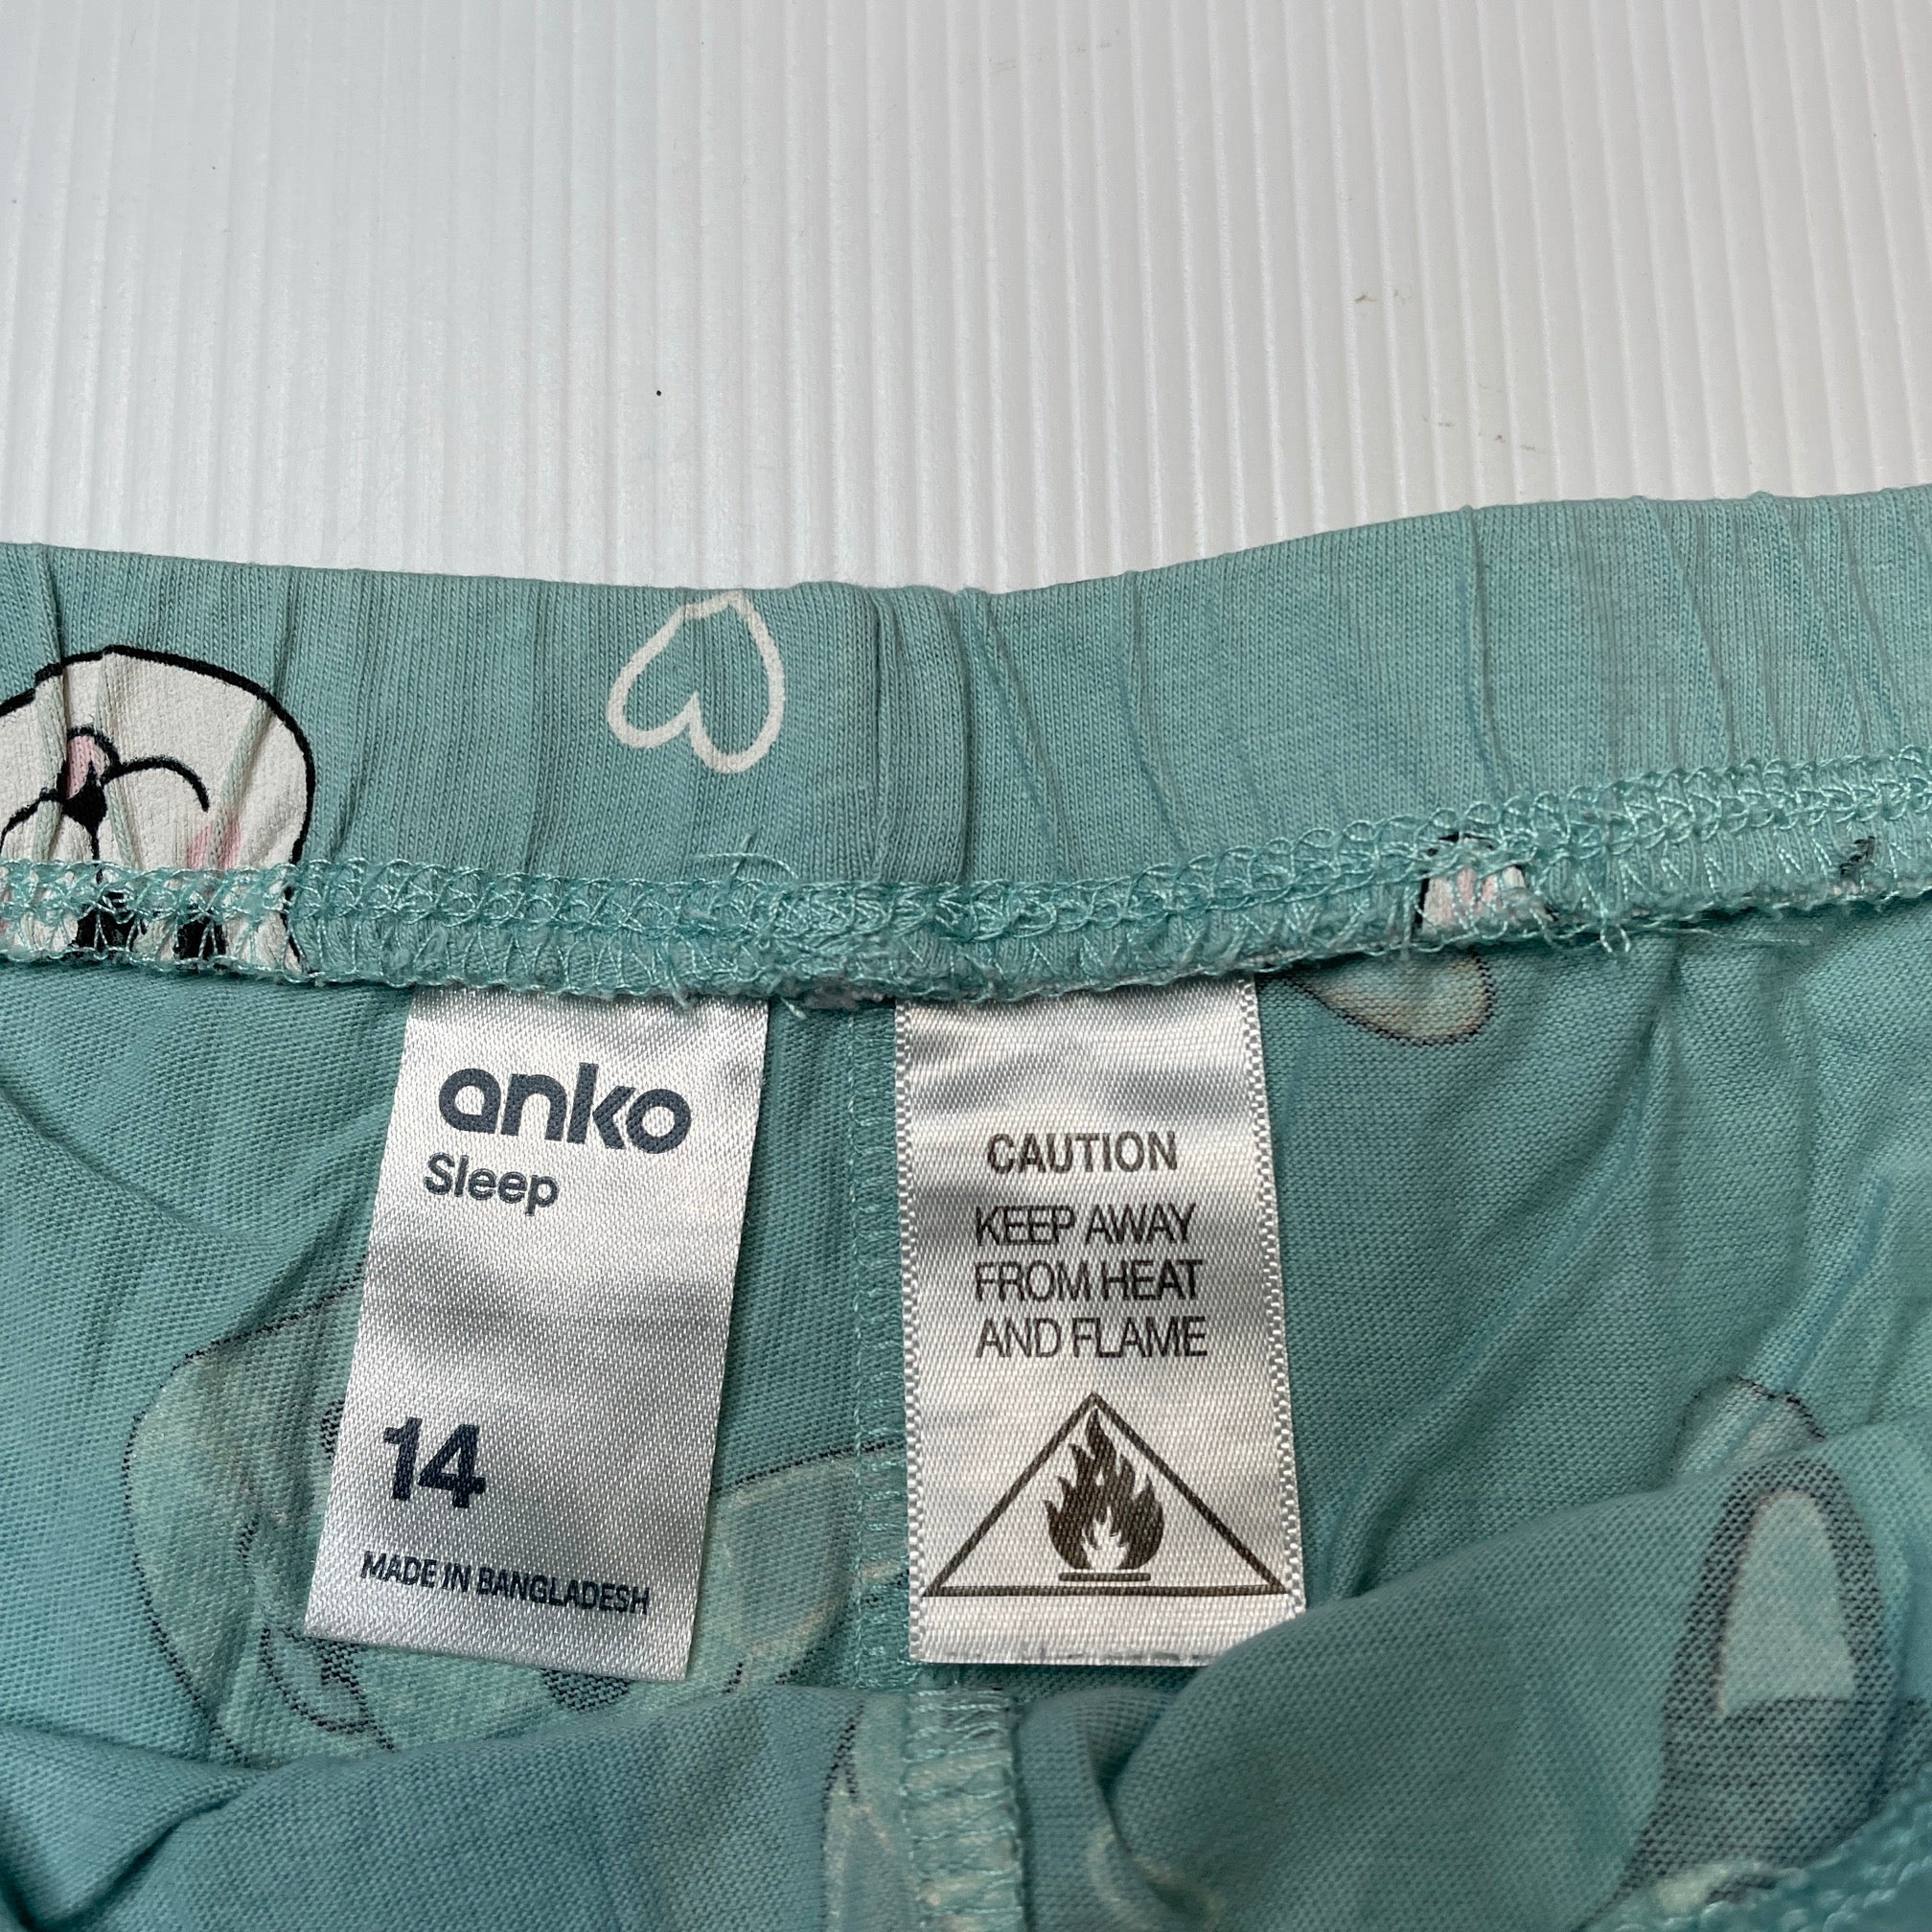 anko
Sleep
14
MADE IN BANGLADESH
CAUTION
KEEP AWAY
FROM HEAT
AND FLAME